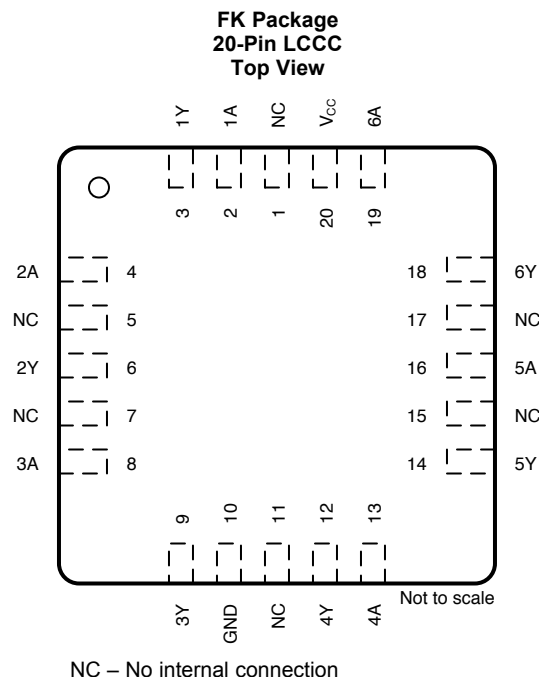 FK Package
20-Pin LCCC
Top View
1Y 1A NC VCC 6A
3 2 1 20 19
2A 4 18 6Y
NC 5 17 NC
2Y 6 16 5A
NC 7 15 NC
3A 8 14 5Y
9 10 11 12 13
3Y GND NC 4Y 4A
Not to scale
NC – No internal connection